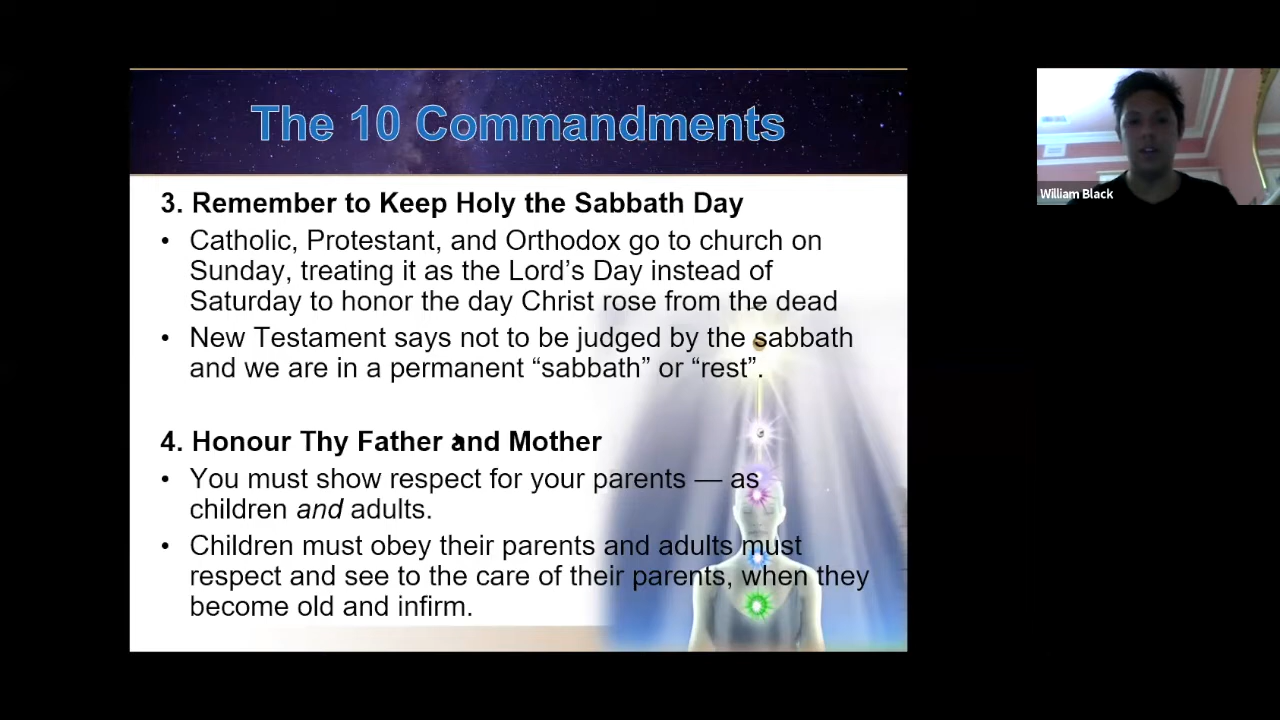 The 10 Commandments
3. Remember to Keep Holy the Sabbath Day
• Catholic, Protestant, and Orthodox go to church on
Sunday, treating it as the Lord’s Day instead of
Saturday to honor the day Christ rose from the dead
• New Testament says not to be judged by the sabbath
and we are in a permanent “sabbath” or “rest”.
4. Honour Thy Father and Mother
• You must show respect for your parents — as
children and adults.
• Children must obey their parents and adults must
respect and see to the care of their parents, when they
become old and infirm.
William Black